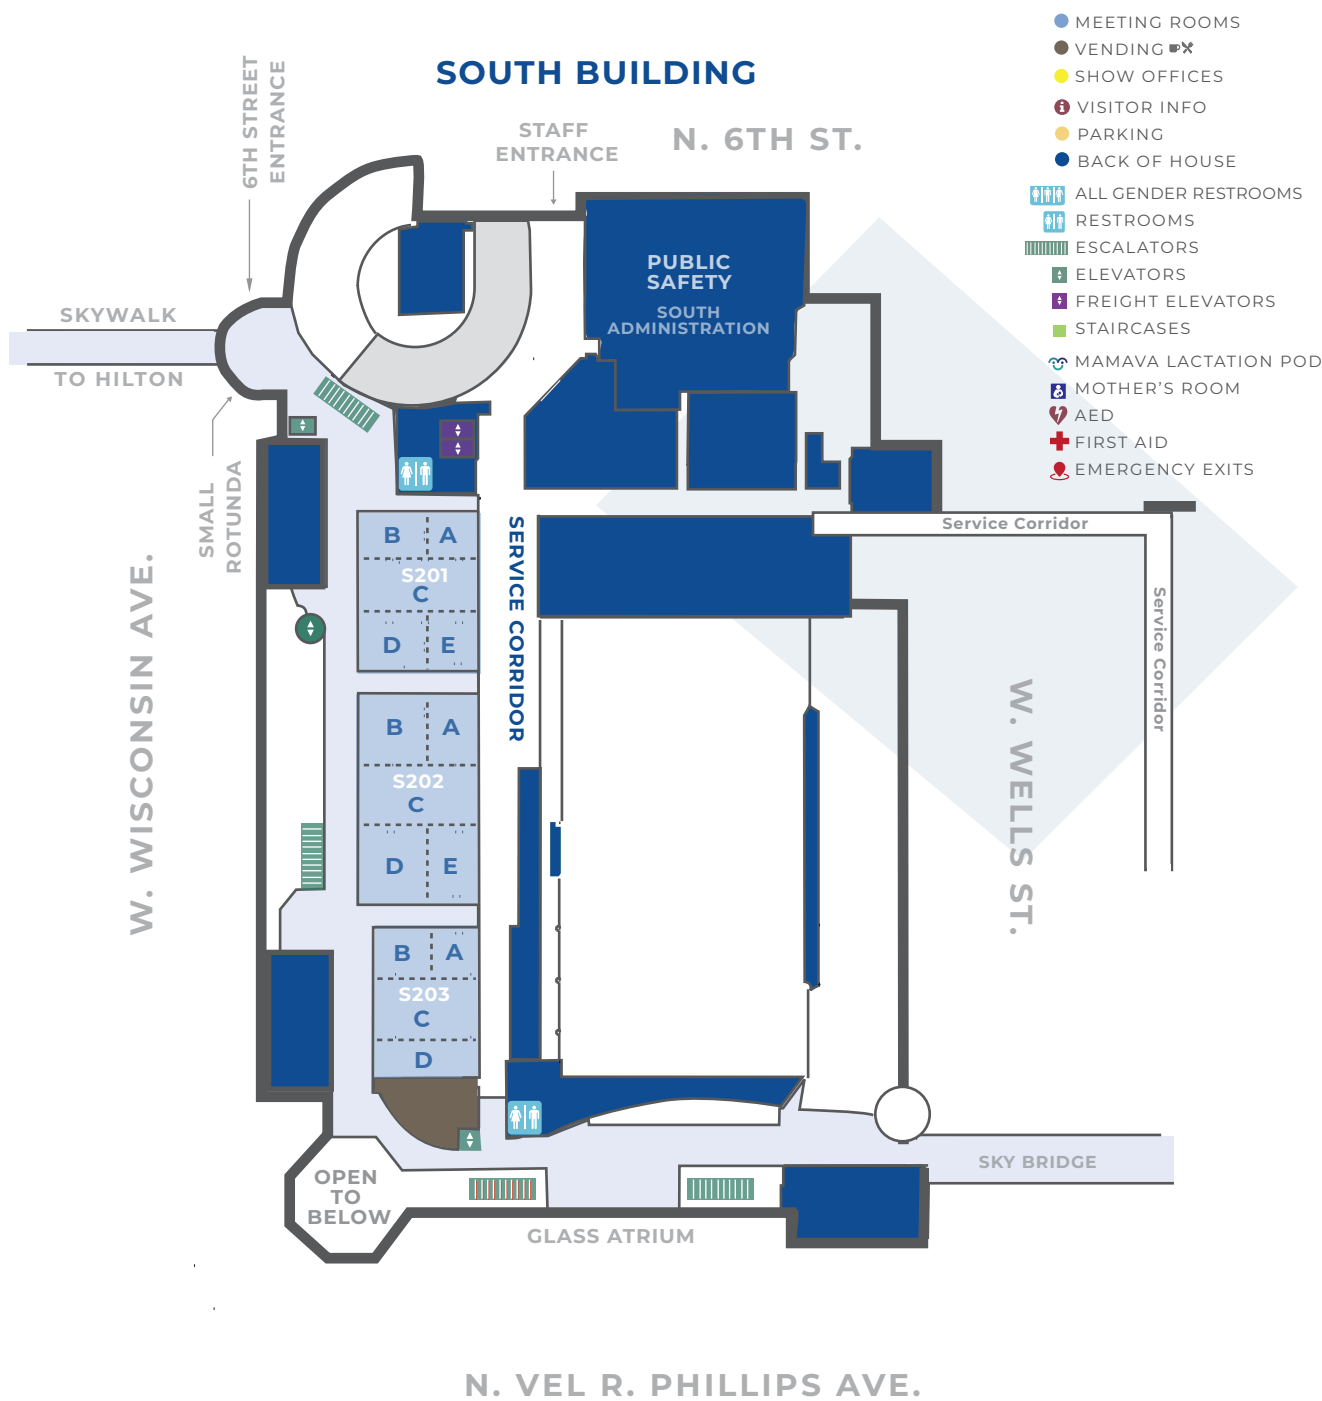 SOUTH BUILDING
MEETING ROOMS
VENDING
SHOW OFFICES
VISITOR INFO
PARKING
BACK OF HOUSE
ALL GENDER RESTROOMS
RESTROOMS
ESCALATORS
ELEVATORS
FREIGHT ELEVATORS
STAIRCASES
MAMAVA LACTATION POD
MOTHER'S ROOM
AED
FIRST AID
EMERGENCY EXITS
6TH STREET
ENTRANCE
STAFF
ENTRANCE
N. 6TH ST.
PUBLIC
SAFETY
SOUTH
ADMINISTRATION
SKYWALK
TO HILTON
SMALL
ROTUNDA
W. WISCONSIN AVE.
B A
S201
C
D E
SERVICE CORRIDOR
Service Corridor
Service Corridor
W. WELLS ST.
B A
S202
C
D E
B A
S203
C
D
OPEN
TO
BELOW
SKY BRIDGE
GLASS ATRIUM
N. VEL R. PHILLIPS AVE.